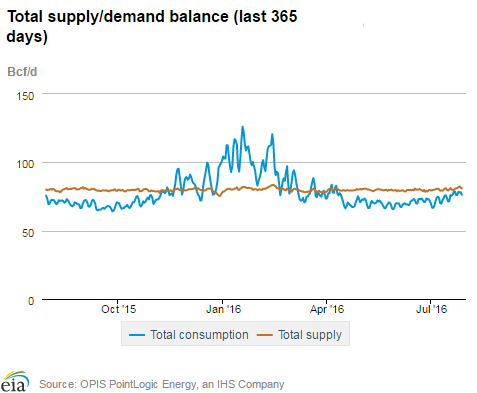 Total supply/demand balance (last 365
days)
Bcf/d
150
100
50
0
Oct '15 Jan '16 Apr '16 Jul '16
Total consumption Total supply
eia Source: OPIS PointLogic Energy, an IHS Company